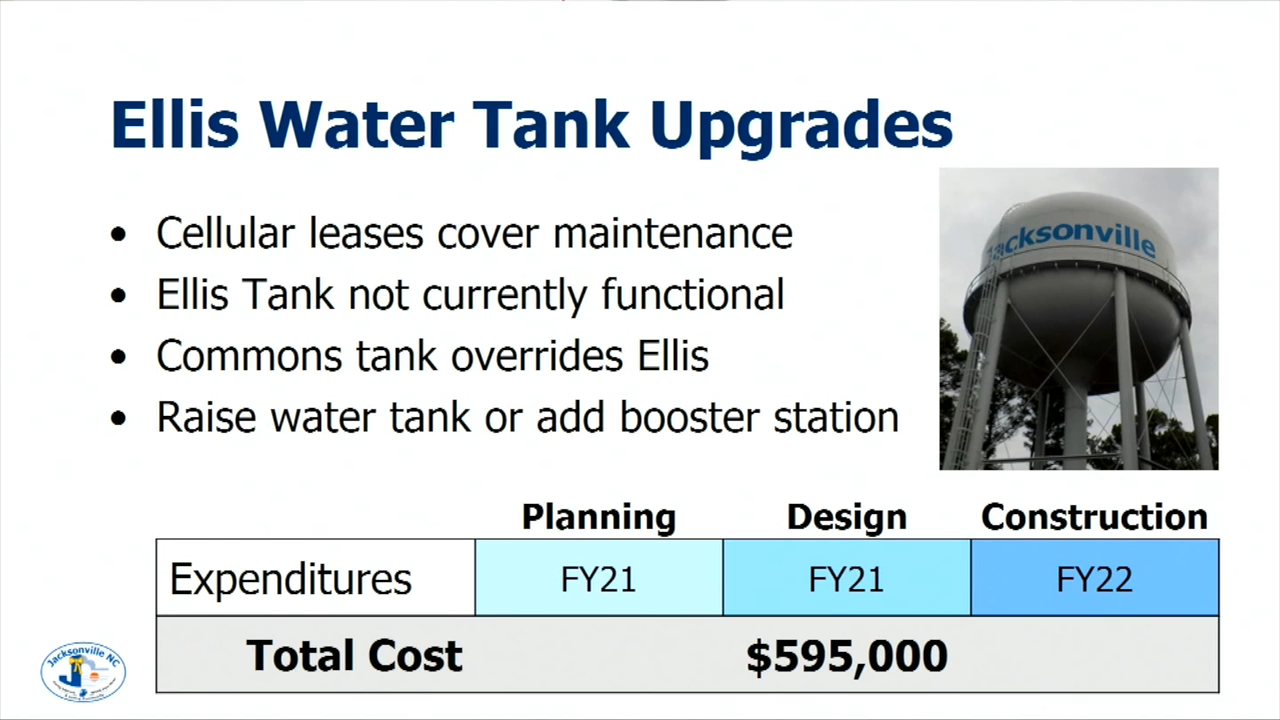 Ellis Water Tank Upgrades
• Cellular leases cover maintenance
• Ellis Tank not currently functional
• Commons tank overrides Ellis
• Raise water tank or add booster station
Jacksonville
Planning Design Construction
Expenditures FY21 FY21 FY22
Total Cost $595,000
Jacksonville NC